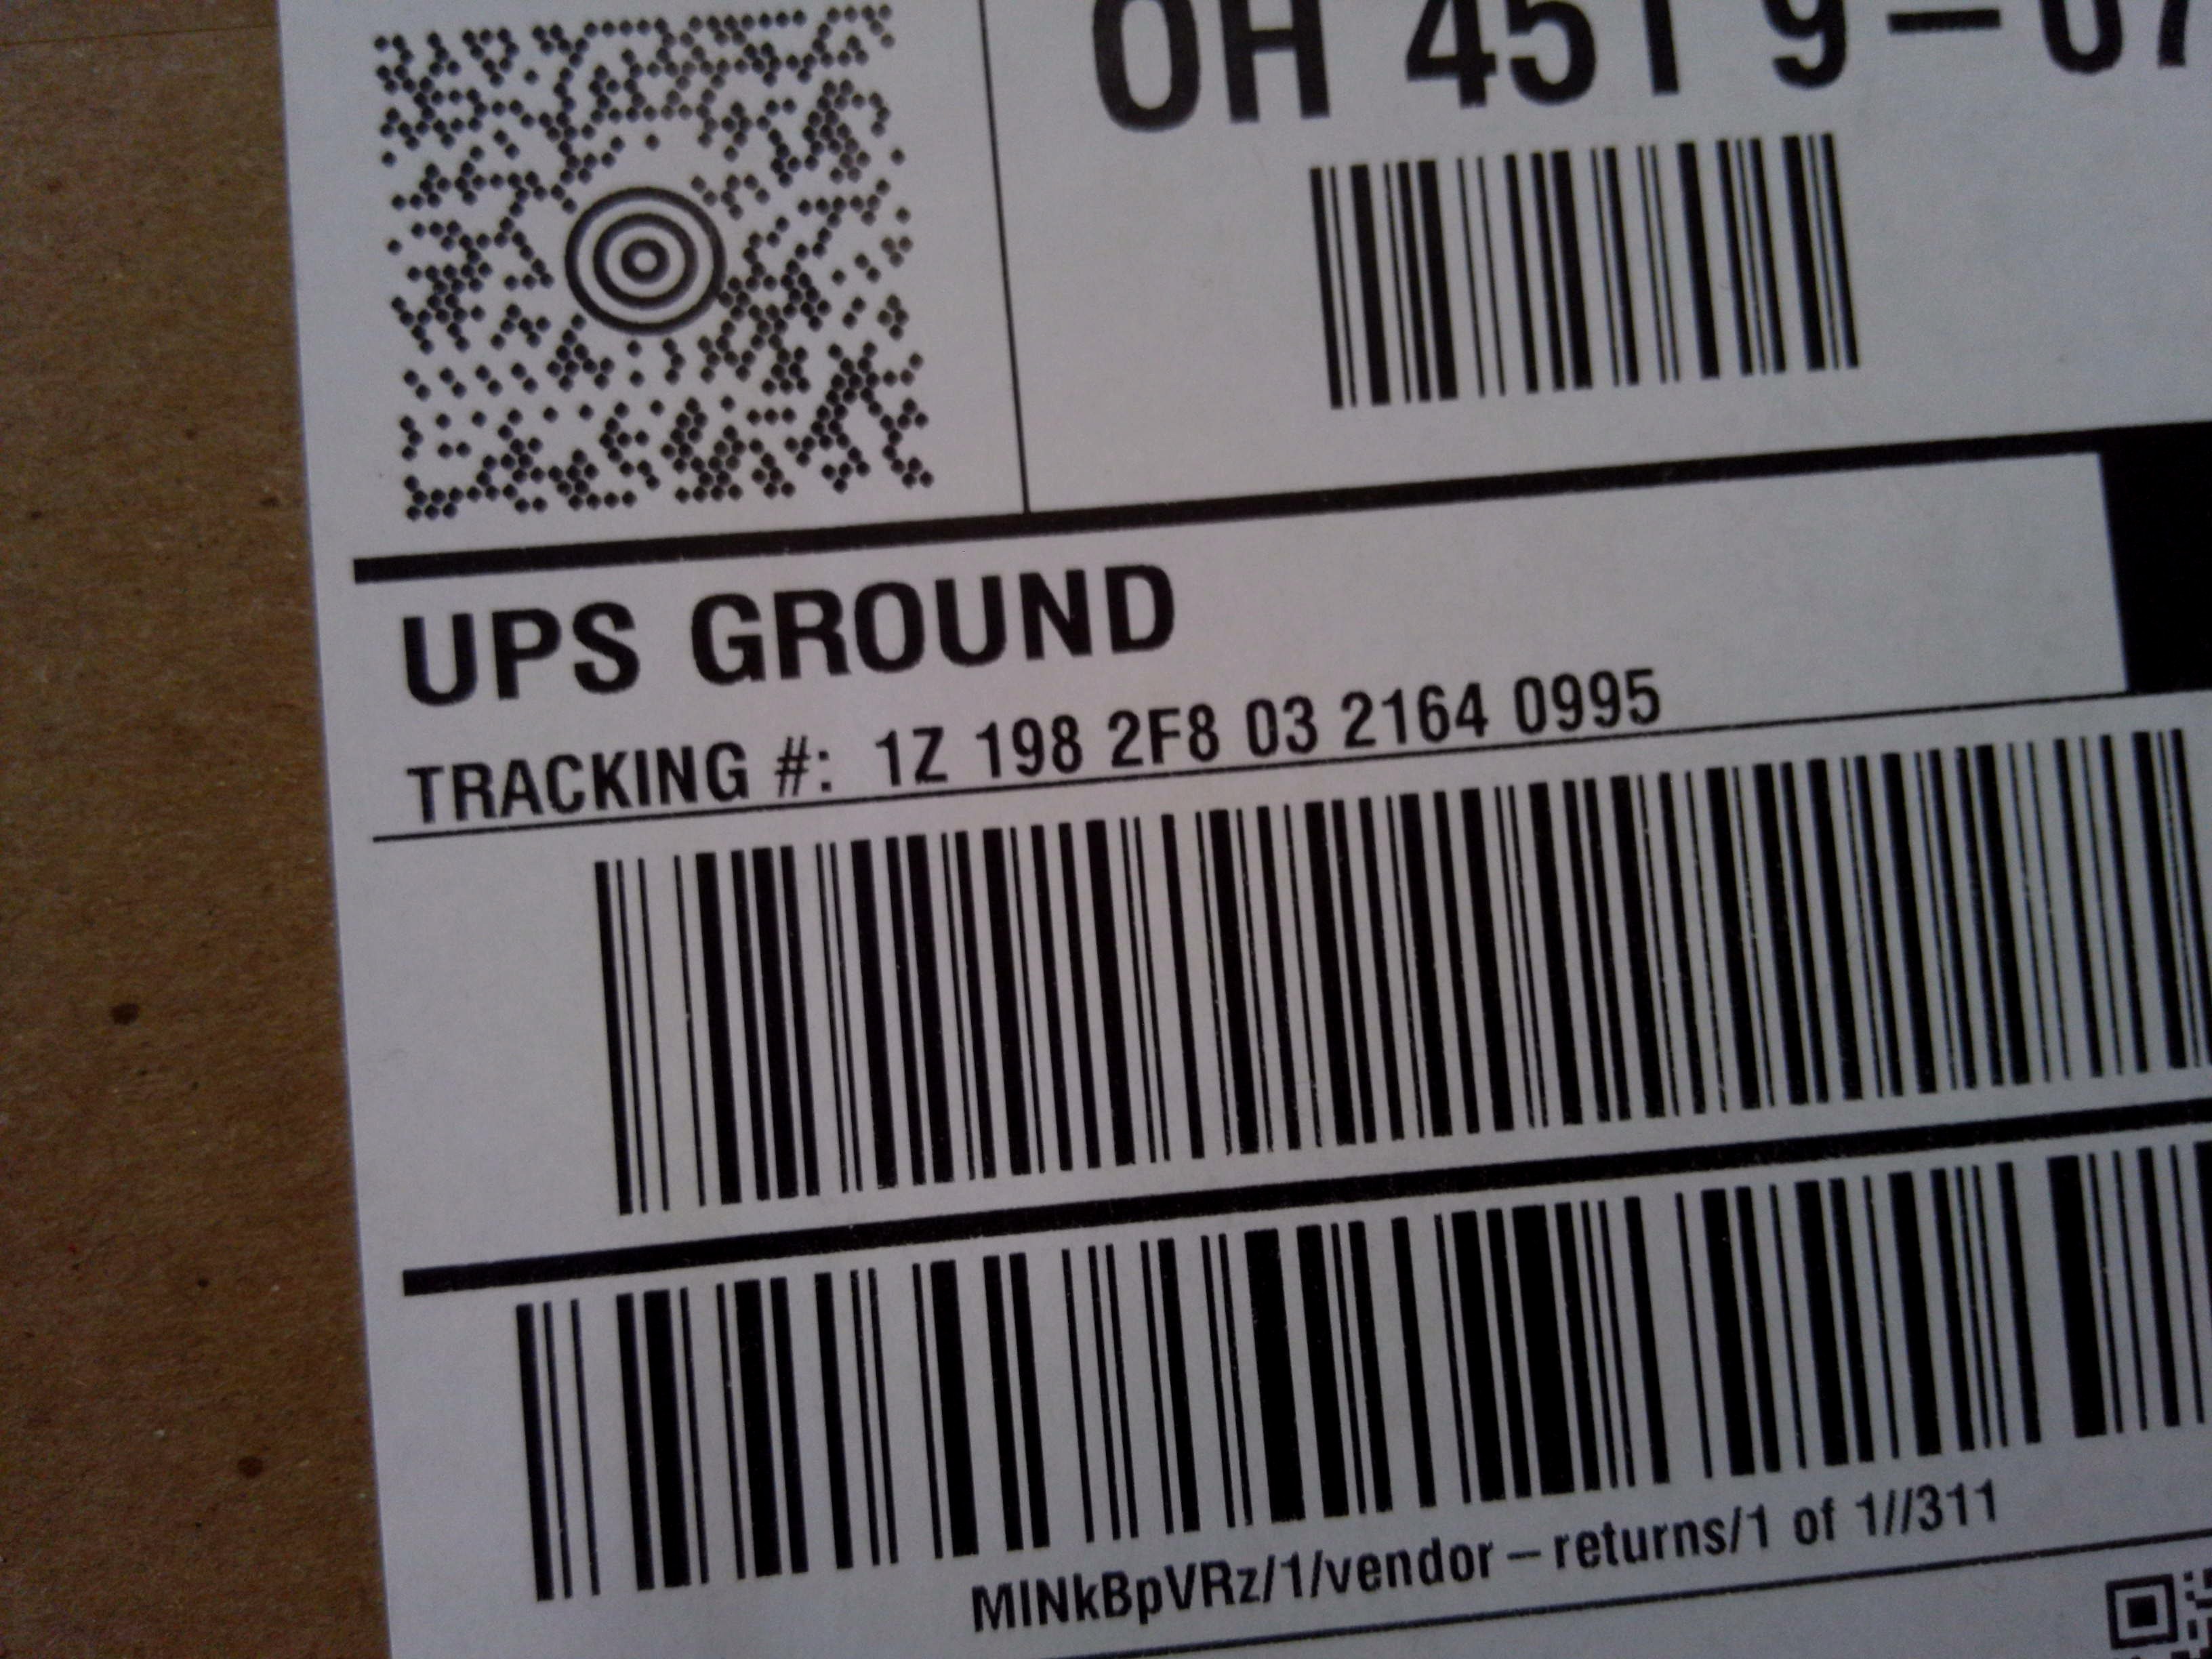 OH 451 9-07
UPS GROUND
TRACKING #: 1Z 198 2F8 03 2164 0995
MINkBpVRz/1/vendor-returns/1 of 1//311